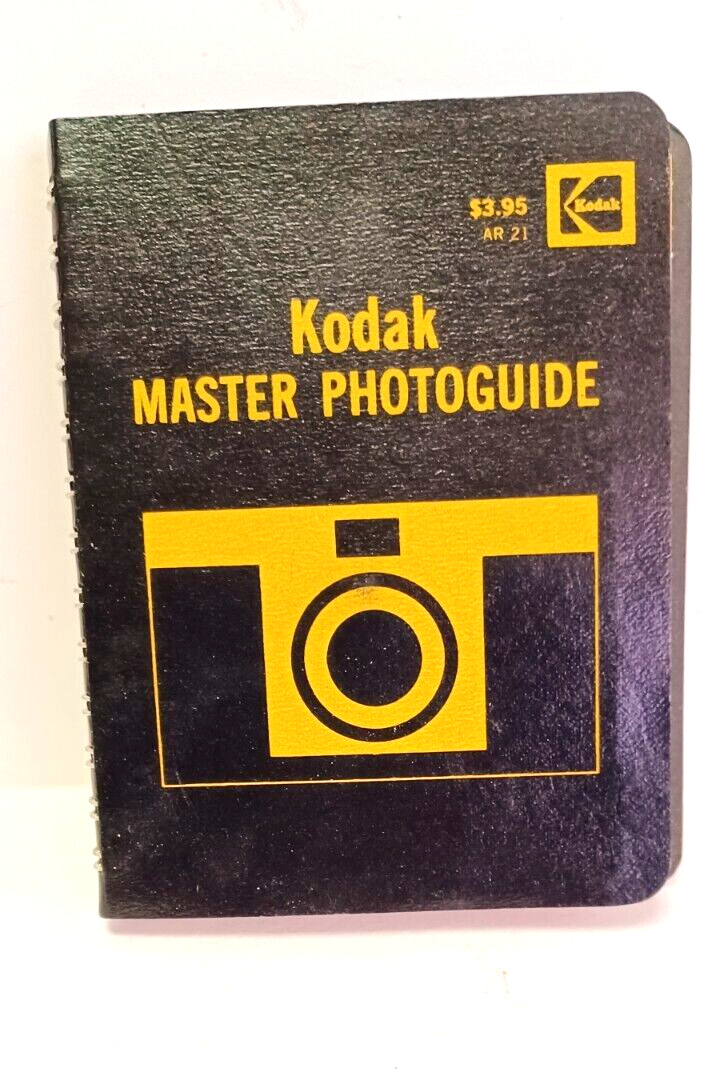 $3.95
Kodak
AR 21
Kodak
MASTER PHOTOGUIDE